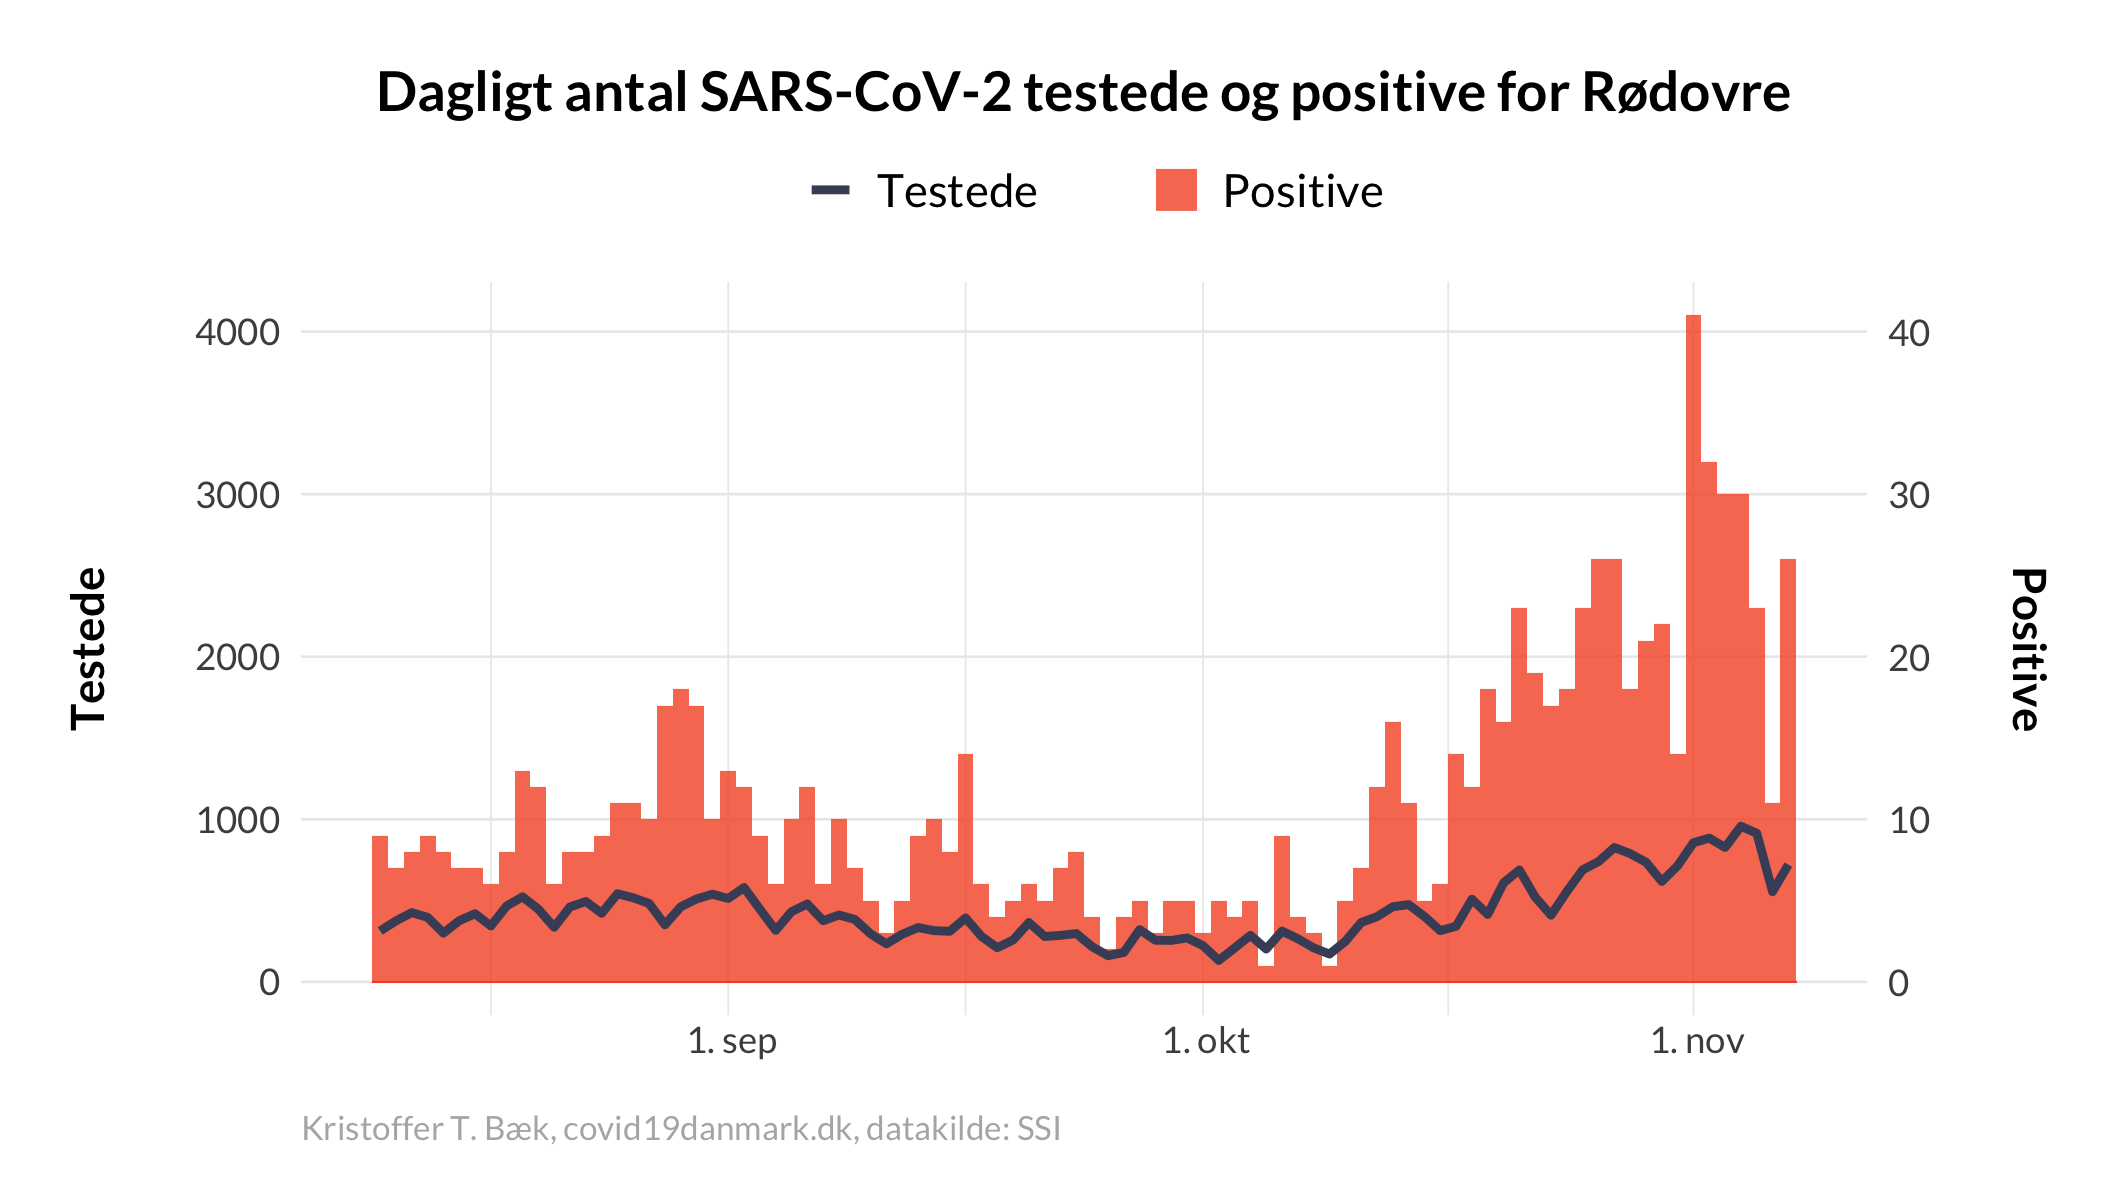 Dagligt antal SARS-CoV-2 testede og positive for Rødovre
Testede Positive
4000 40
3000 30
2000 20
1000 10
0 0
Testede
Positive
1. sep 1. okt 1. nov
Kristoffer T. Bæk, covid19danmark.dk, datakilde: SSI